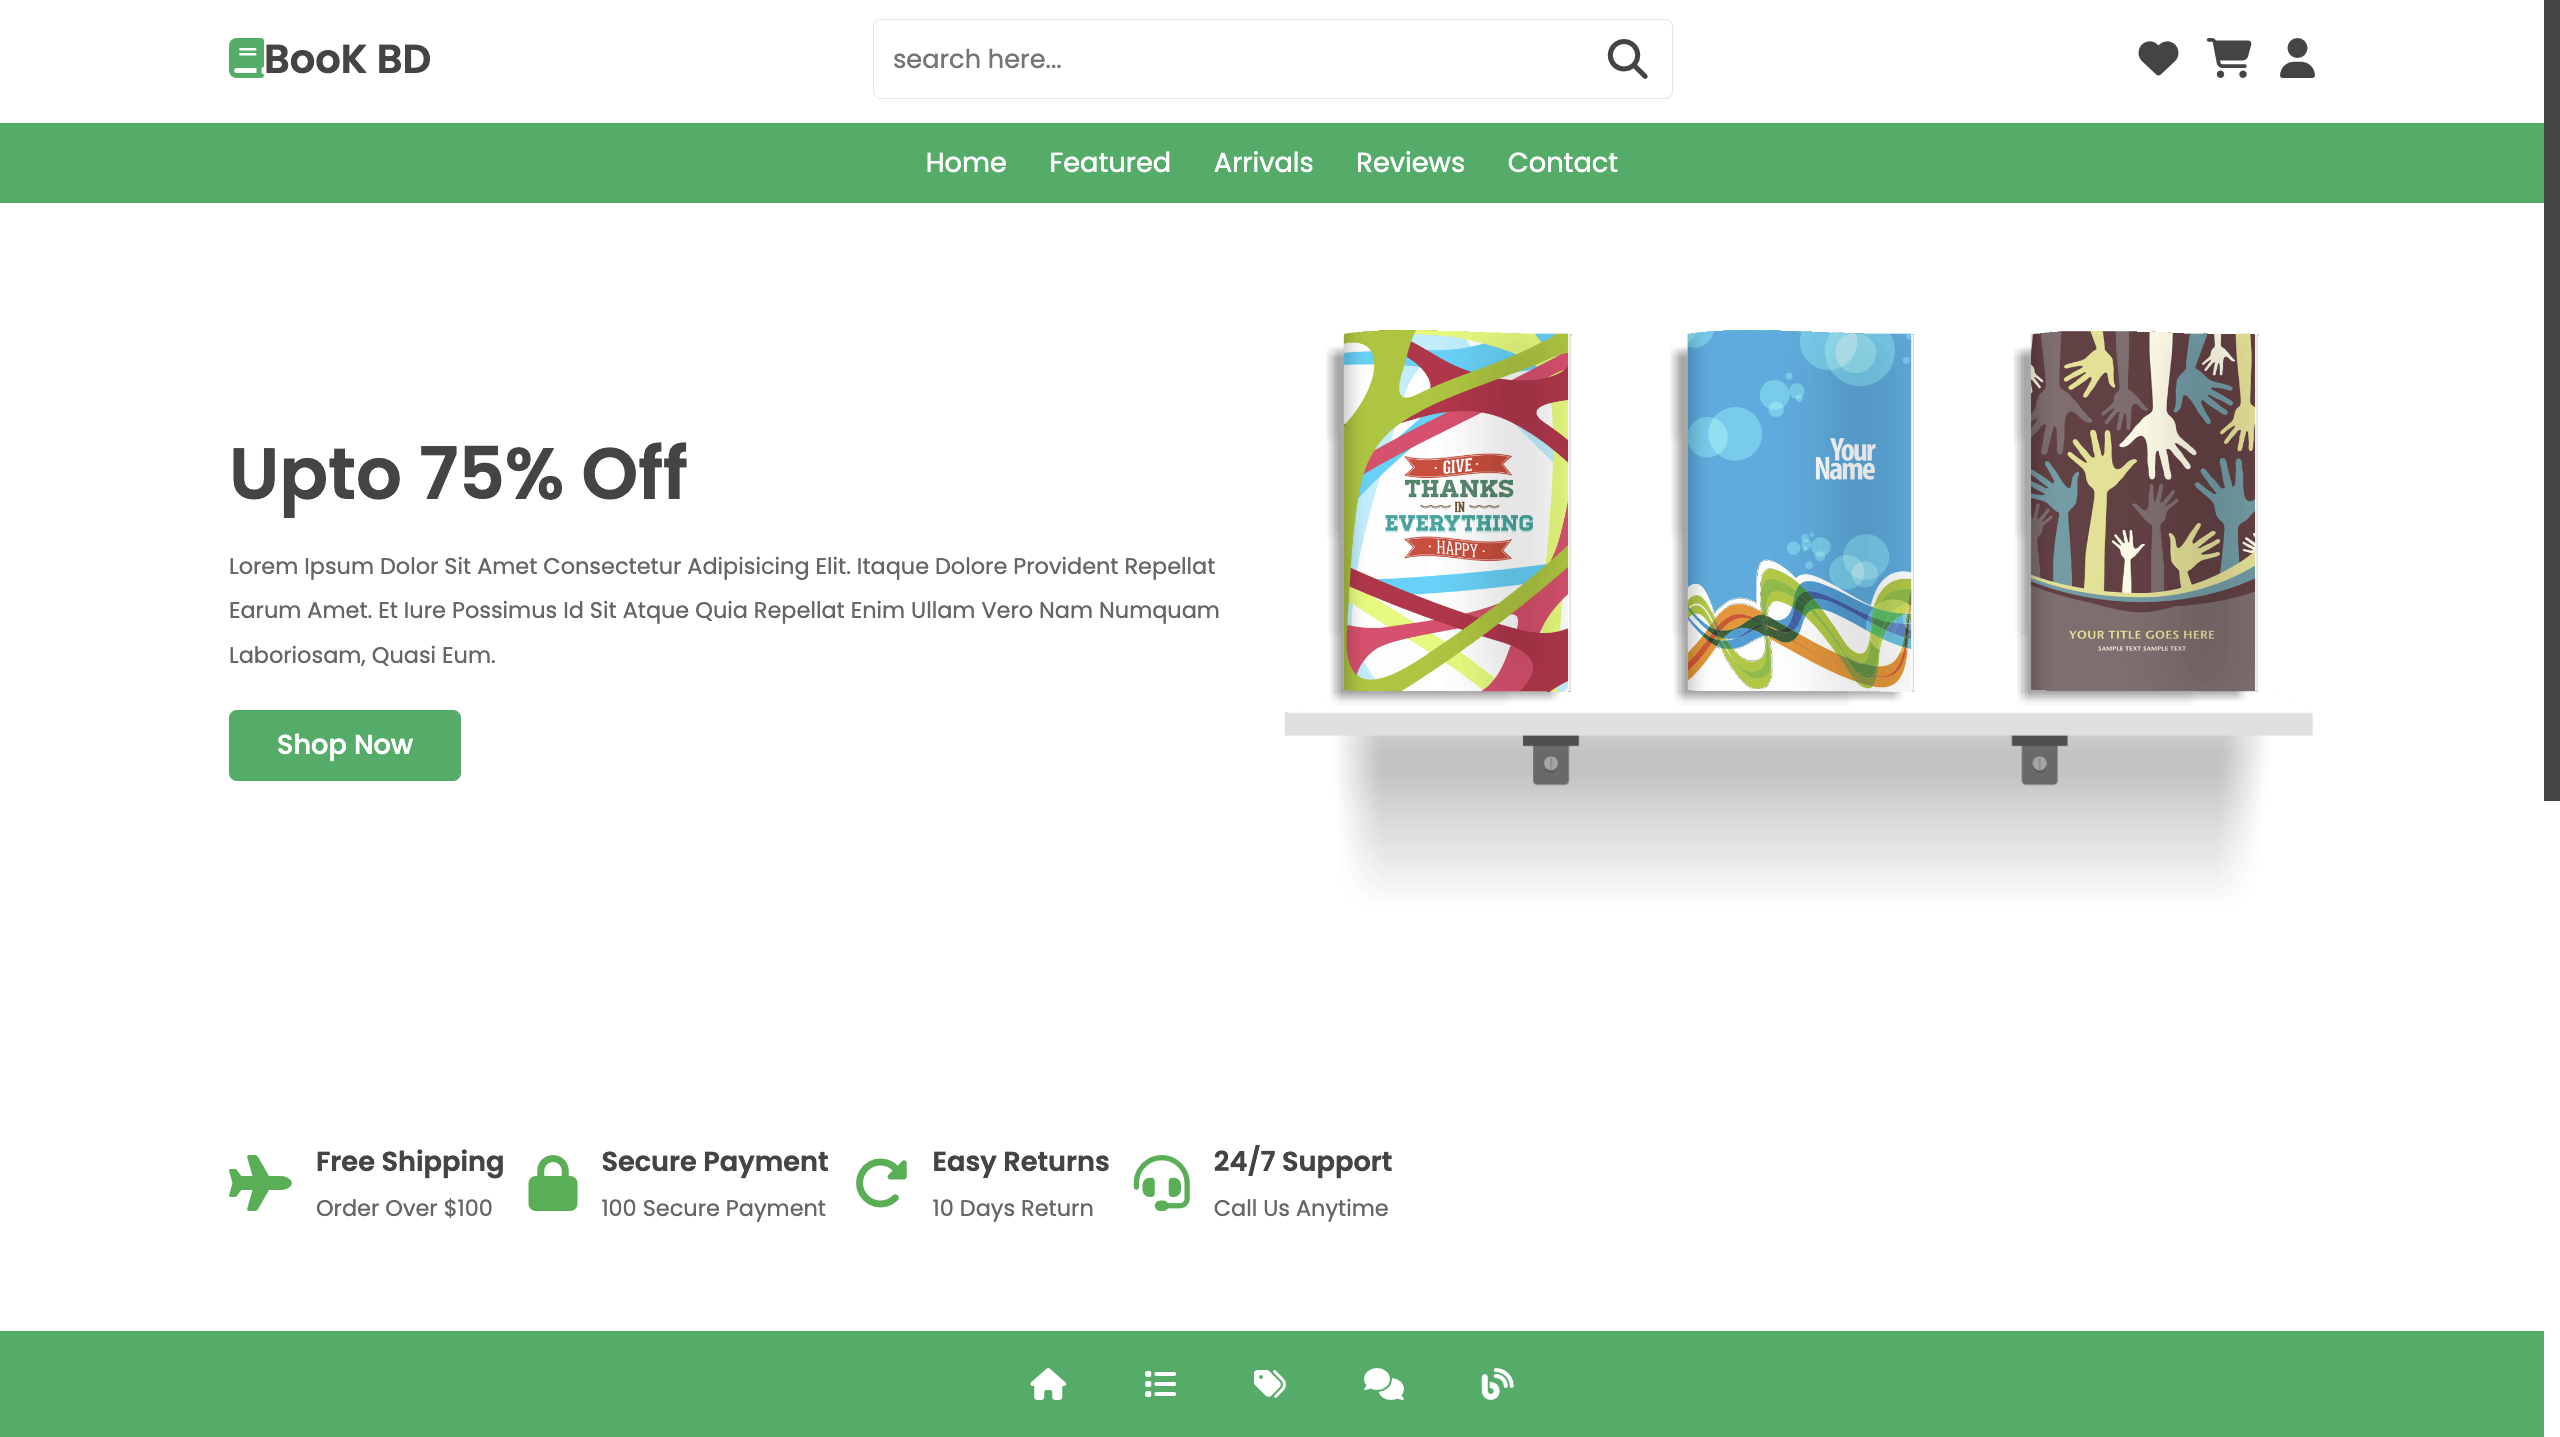 BooK BD
search here...
Home Featured Arrivals Reviews Contact
Upto 75% Off
Lorem Ipsum Dolor Sit Amet Consectetur Adipisicing Elit. Itaque Dolore Provident Repellat
Earum Amet. Et Iure Possimus Id Sit Atque Quia Repellat Enim Ullam Vero Nam Numquam
Laboriosam, Quasi Eum.
Shop Now
GIVE
THANKS
IN
EVERYTHING
HAPPY
Your
Name
YOUR TITLE GOES HERE
SAMPLE TEXT SAMPLE TEXT
Free Shipping
Order Over $100
Secure Payment
100 Secure Payment
Easy Returns
10 Days Return
24/7 Support
Call Us Anytime